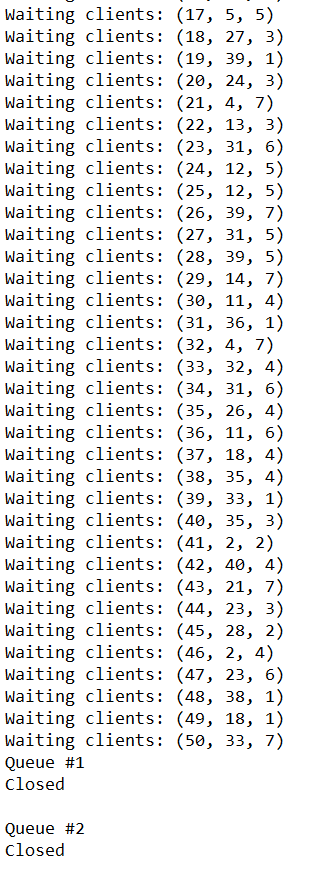 Waiting clients: (17, 5, 5)
Waiting clients: (18, 27, 3)
Waiting clients: (19, 39, 1)
Waiting clients: (20, 24, 3)
Waiting clients: (21, 4, 7)
Waiting clients: (22, 13, 3)
Waiting clients: (23, 31, 6)
Waiting clients: (24, 12, 5)
Waiting clients: (25, 12, 5)
Waiting clients: (26, 39, 7)
Waiting clients: (27, 31, 5)
Waiting clients: (28, 39, 5)
Waiting clients: (29, 14, 7)
Waiting clients: (30, 11, 4)
Waiting clients: (31, 36, 1)
Waiting clients: (32, 4, 7)
Waiting clients: (33, 32, 4)
Waiting clients: (34, 31, 6)
Waiting clients: (35, 26, 4)
Waiting clients: (36, 11, 6)
Waiting clients: (37, 18, 4)
Waiting clients: (38, 35, 4)
Waiting clients: (39, 33, 1)
Waiting clients: (40, 35, 3)
Waiting clients: (41, 2, 2)
Waiting clients: (42, 40, 4)
Waiting clients: (43, 21, 7)
Waiting clients: (44, 23, 3)
Waiting clients: (45, 28, 2)
Waiting clients: (46, 2, 4)
Waiting clients: (47, 23, 6)
Waiting clients: (48, 38, 1)
Waiting clients: (49, 18, 1)
Waiting clients: (50, 33, 7)
Queue #1
Closed
Queue #2
Closed